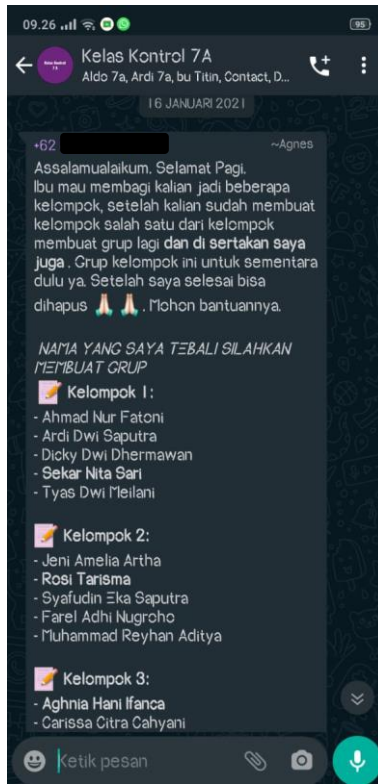 09.26
95
Kelas Kontrol 7A
Aldo 7a, Ardi 7a, bu Titin, Contact, D...
16 JANUARI 2021
+62
~Agnes
Assalamualaikum. Selamat Pagi.
Ibu mau membagi kalian jadi beberapa
kelompok, setelah kalian sudah membuat
kelompok salah satu dari kelompok
membuat grup lagi dan di sertakan saya
juga . Grup kelompok ini untuk sementara
dulu ya. Setelah saya selesai bisa
dihapus 🙏🏻 🙏🏻 . Mohon bantuannya.
NAMA YANG SAYA TEBALI SILAHKAN
MEMBUAT GRUP
📝 Kelompok 1:
- Ahmad Nur Fatoni
- Ardi Dwi Saputra
- Dicky Dwi Dhermawan
- Sekar Nita Sari
- Tyas Dwi Meilani
📝 Kelompok 2:
- Jeni Amelia Artha
- Rosi Tarisma
- Syafudin Eka Saputra
- Farel Adhi Nugroho
- Muhammad Reyhan Aditya
📝 Kelompok 3:
- Aghnia Hani Ifanca
- Carissa Citra Cahyani
Ketik pesan